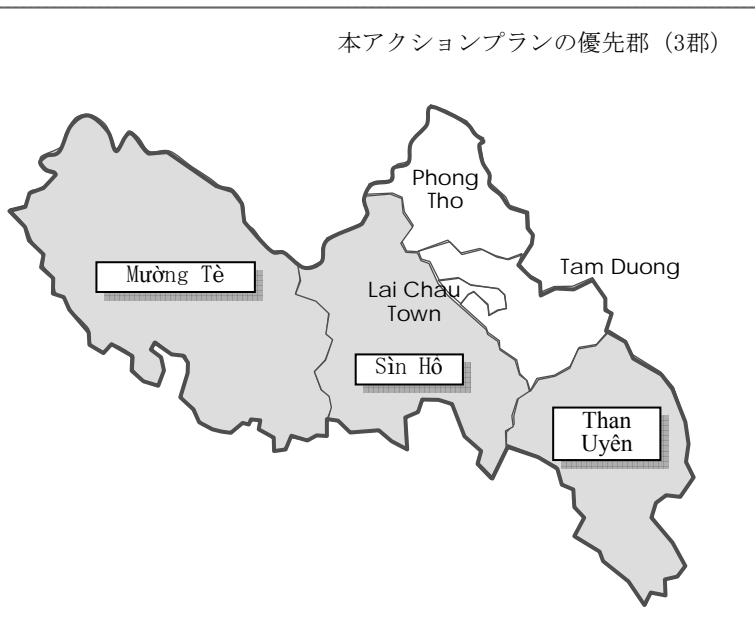 本アクションプランの優先郡（3郡）
Phong
Tho
Tam Duong
Mường Tè
Lai Chau
Town
Sìn Hồ
Than
Uyên